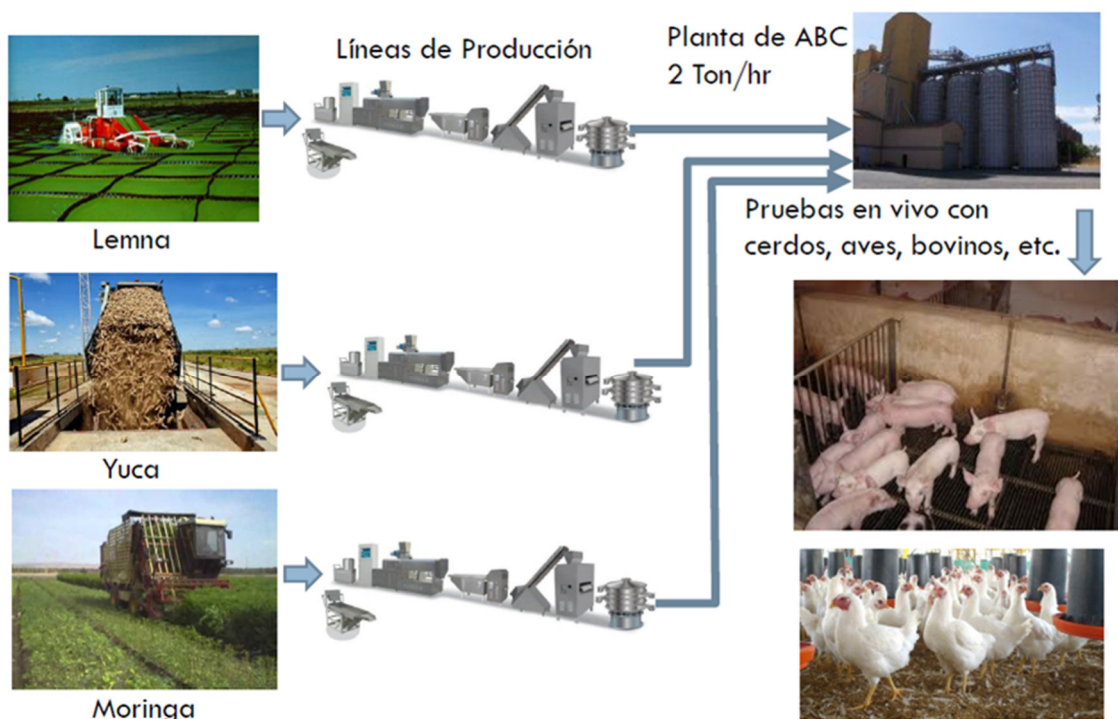 Líneas de Producción
Planta de ABC
2 Ton/hr
Lemna
Pruebas en vivo con
cerdos, aves, bovinos, etc.
Yuca
Moringa